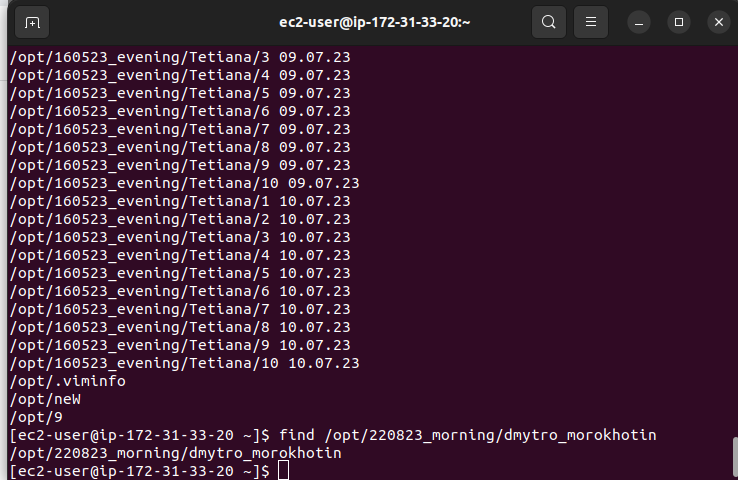 ec2-user@ip-172-31-33-20:~
/opt/160523_evening/Tetiana/3 09.07.23
/opt/160523_evening/Tetiana/4 09.07.23
/opt/160523_evening/Tetiana/5 09.07.23
/opt/160523_evening/Tetiana/6 09.07.23
/opt/160523_evening/Tetiana/7 09.07.23
/opt/160523_evening/Tetiana/8 09.07.23
/opt/160523_evening/Tetiana/9 09.07.23
/opt/160523_evening/Tetiana/10 09.07.23
/opt/160523_evening/Tetiana/1 10.07.23
/opt/160523_evening/Tetiana/2 10.07.23
/opt/160523_evening/Tetiana/3 10.07.23
/opt/160523_evening/Tetiana/4 10.07.23
/opt/160523_evening/Tetiana/5 10.07.23
/opt/160523_evening/Tetiana/6 10.07.23
/opt/160523_evening/Tetiana/7 10.07.23
/opt/160523_evening/Tetiana/8 10.07.23
/opt/160523_evening/Tetiana/9 10.07.23
/opt/160523_evening/Tetiana/10 10.07.23
/opt/.viminfo
/opt/neW
/opt/9
[ec2-user@ip-172-31-33-20 ~]$ find /opt/220823_morning/dmytro_morokhotin
/opt/220823_morning/dmytro_morokhotin
[ec2-user@ip-172-31-33-20 ~]$